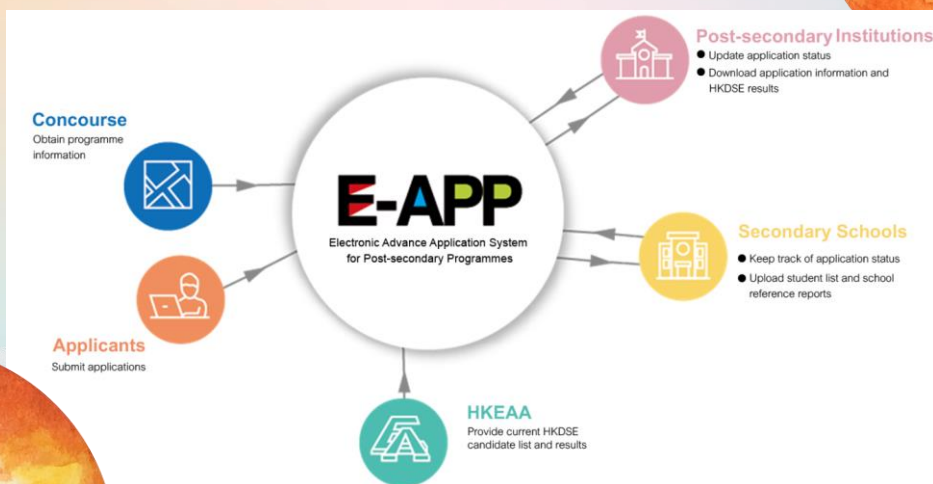 Post-secondary Institutions
● Update application status
● Download application information and
HKDSE results
Concourse
Obtain programme
information
E-APP
Electronic Advance Application System
for Post-secondary Programmes
Secondary Schools
● Keep track of application status
● Upload student list and school
reference reports
Applicants
Submit applications
HKEAA
Provide current HKDSE
candidate list and results